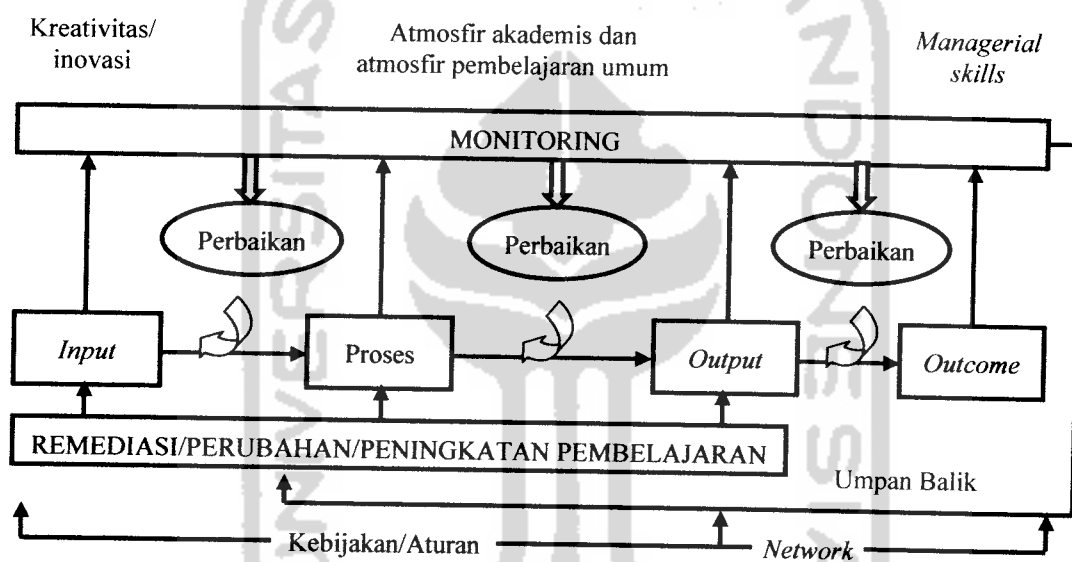 Kreativitas/
inovasi
Atmosfir akademis dan
atmosfir pembelajaran umum
Managerial
skills
MONITORING
Perbaikan
Perbaikan
Perbaikan
Input
Proses
Output
Outcome
REMEDIASI/PERUBAHAN/PENINGKATAN PEMBELAJARAN
Umpan Balik
Kebijakan/Aturan
Network